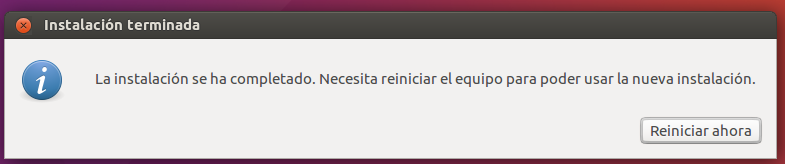 Instalación terminada
La instalación se ha completado. Necesita reiniciar el equipo para poder usar la nueva instalación.
Reiniciar ahora